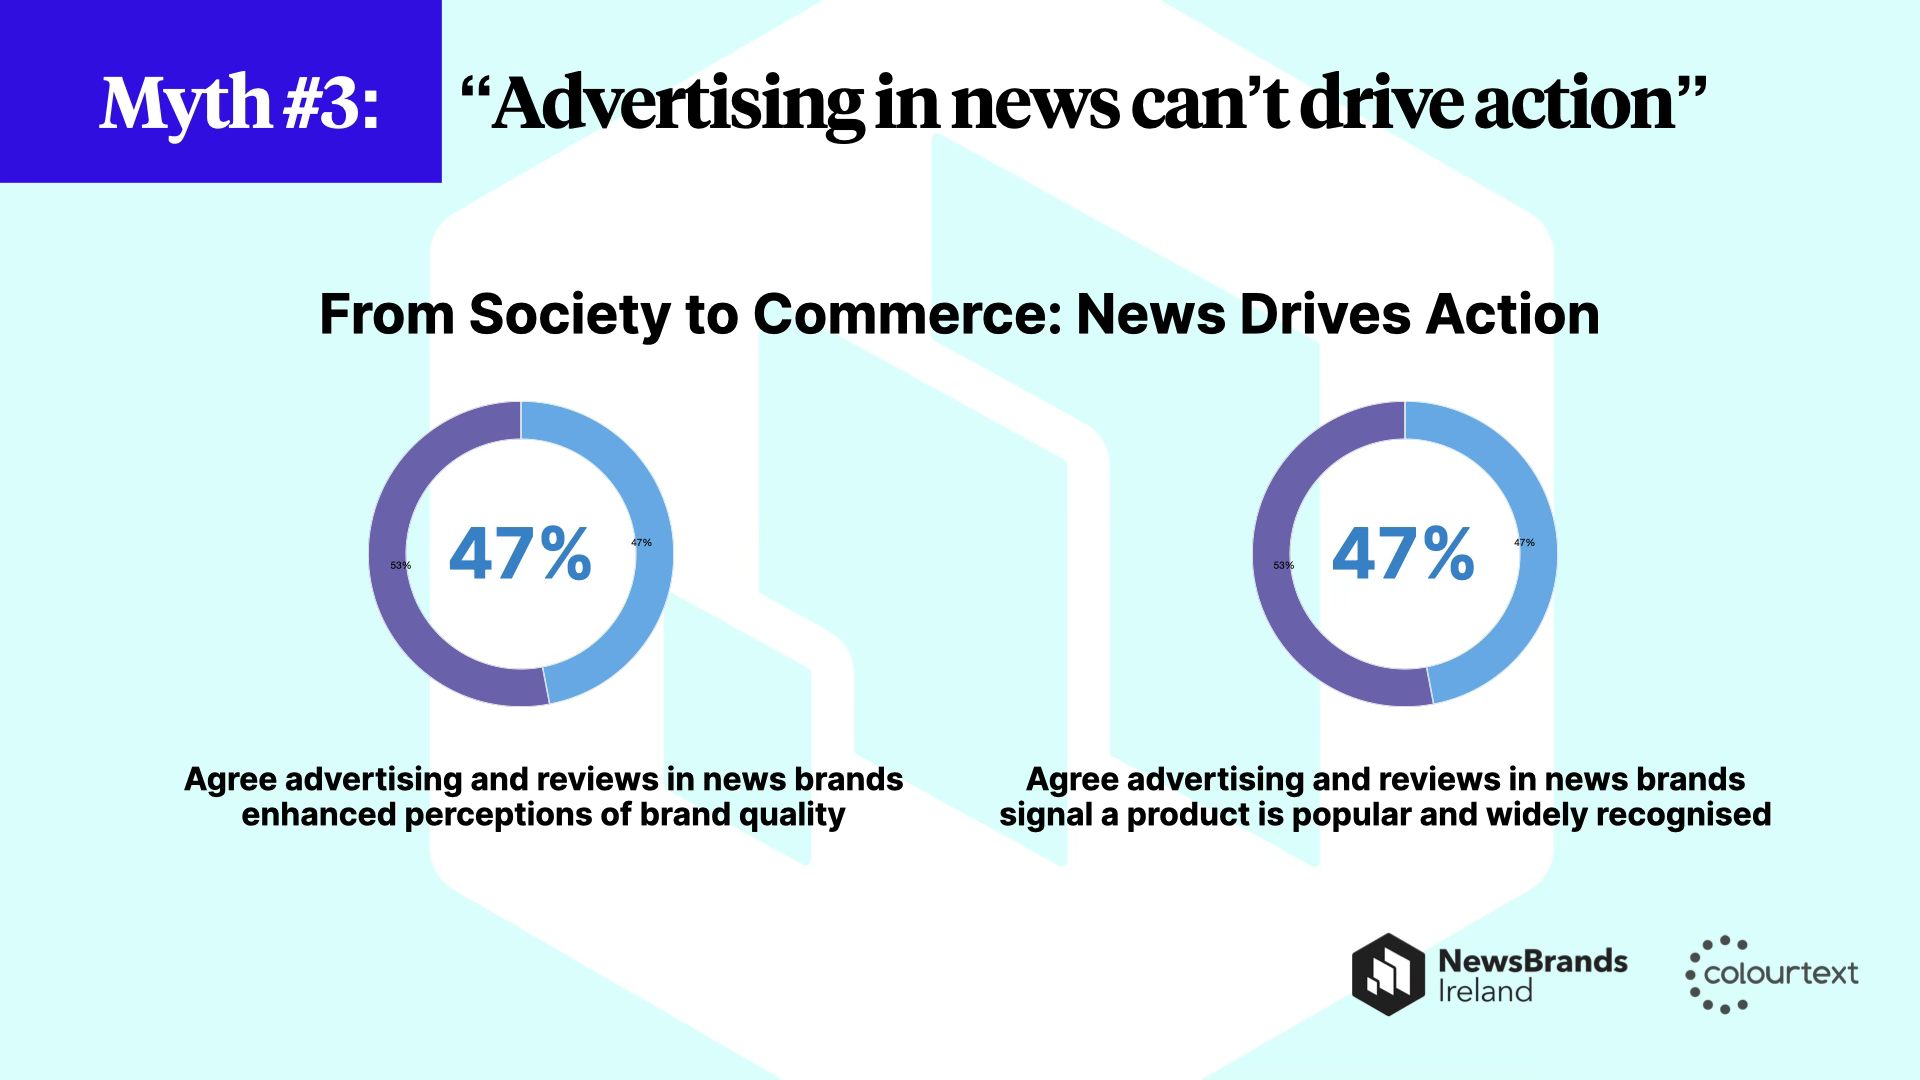 Myth #3:
“Advertising in news can’t drive action”
From Society to Commerce: News Drives Action
47%
53%
47%
Agree advertising and reviews in news brands
enhanced perceptions of brand quality
47%
53%
47%
Agree advertising and reviews in news brands
signal a product is popular and widely recognised
NewsBrands
Ireland
colourtext